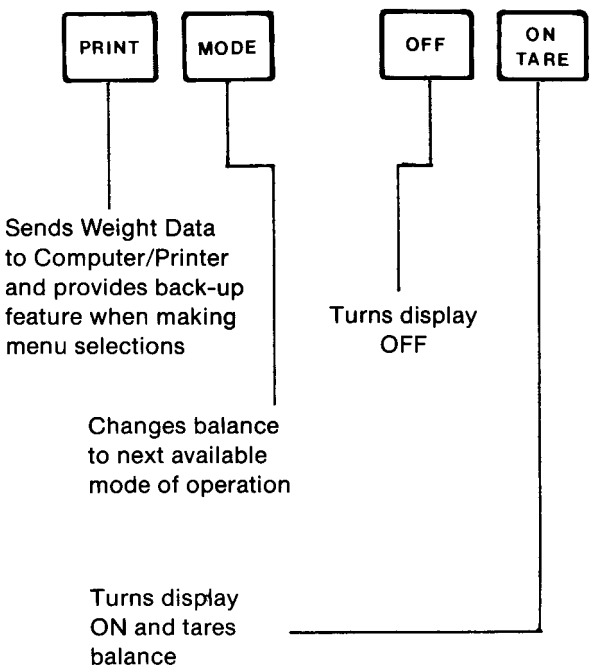 PRINT
MODE
OFF
ON
TARE
Sends Weight Data
to Computer/Printer
and provides back-up
feature when making
menu selections
Turns display
OFF
Changes balance
to next available
mode of operation
Turns display
ON and tares
balance